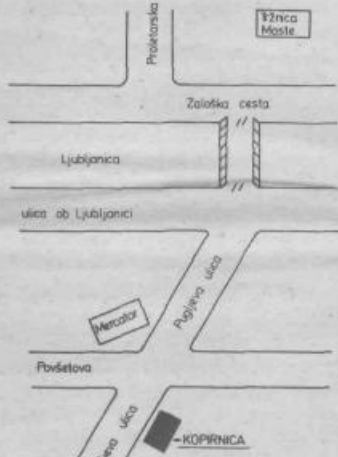 Proletarska
Tržnica
Moste
Zaloška cesta
Ljubljanica
ulica ob Ljubljanici
Pugljeva ulica
Mercator
Povšetova
ulica
KOPIRNICA